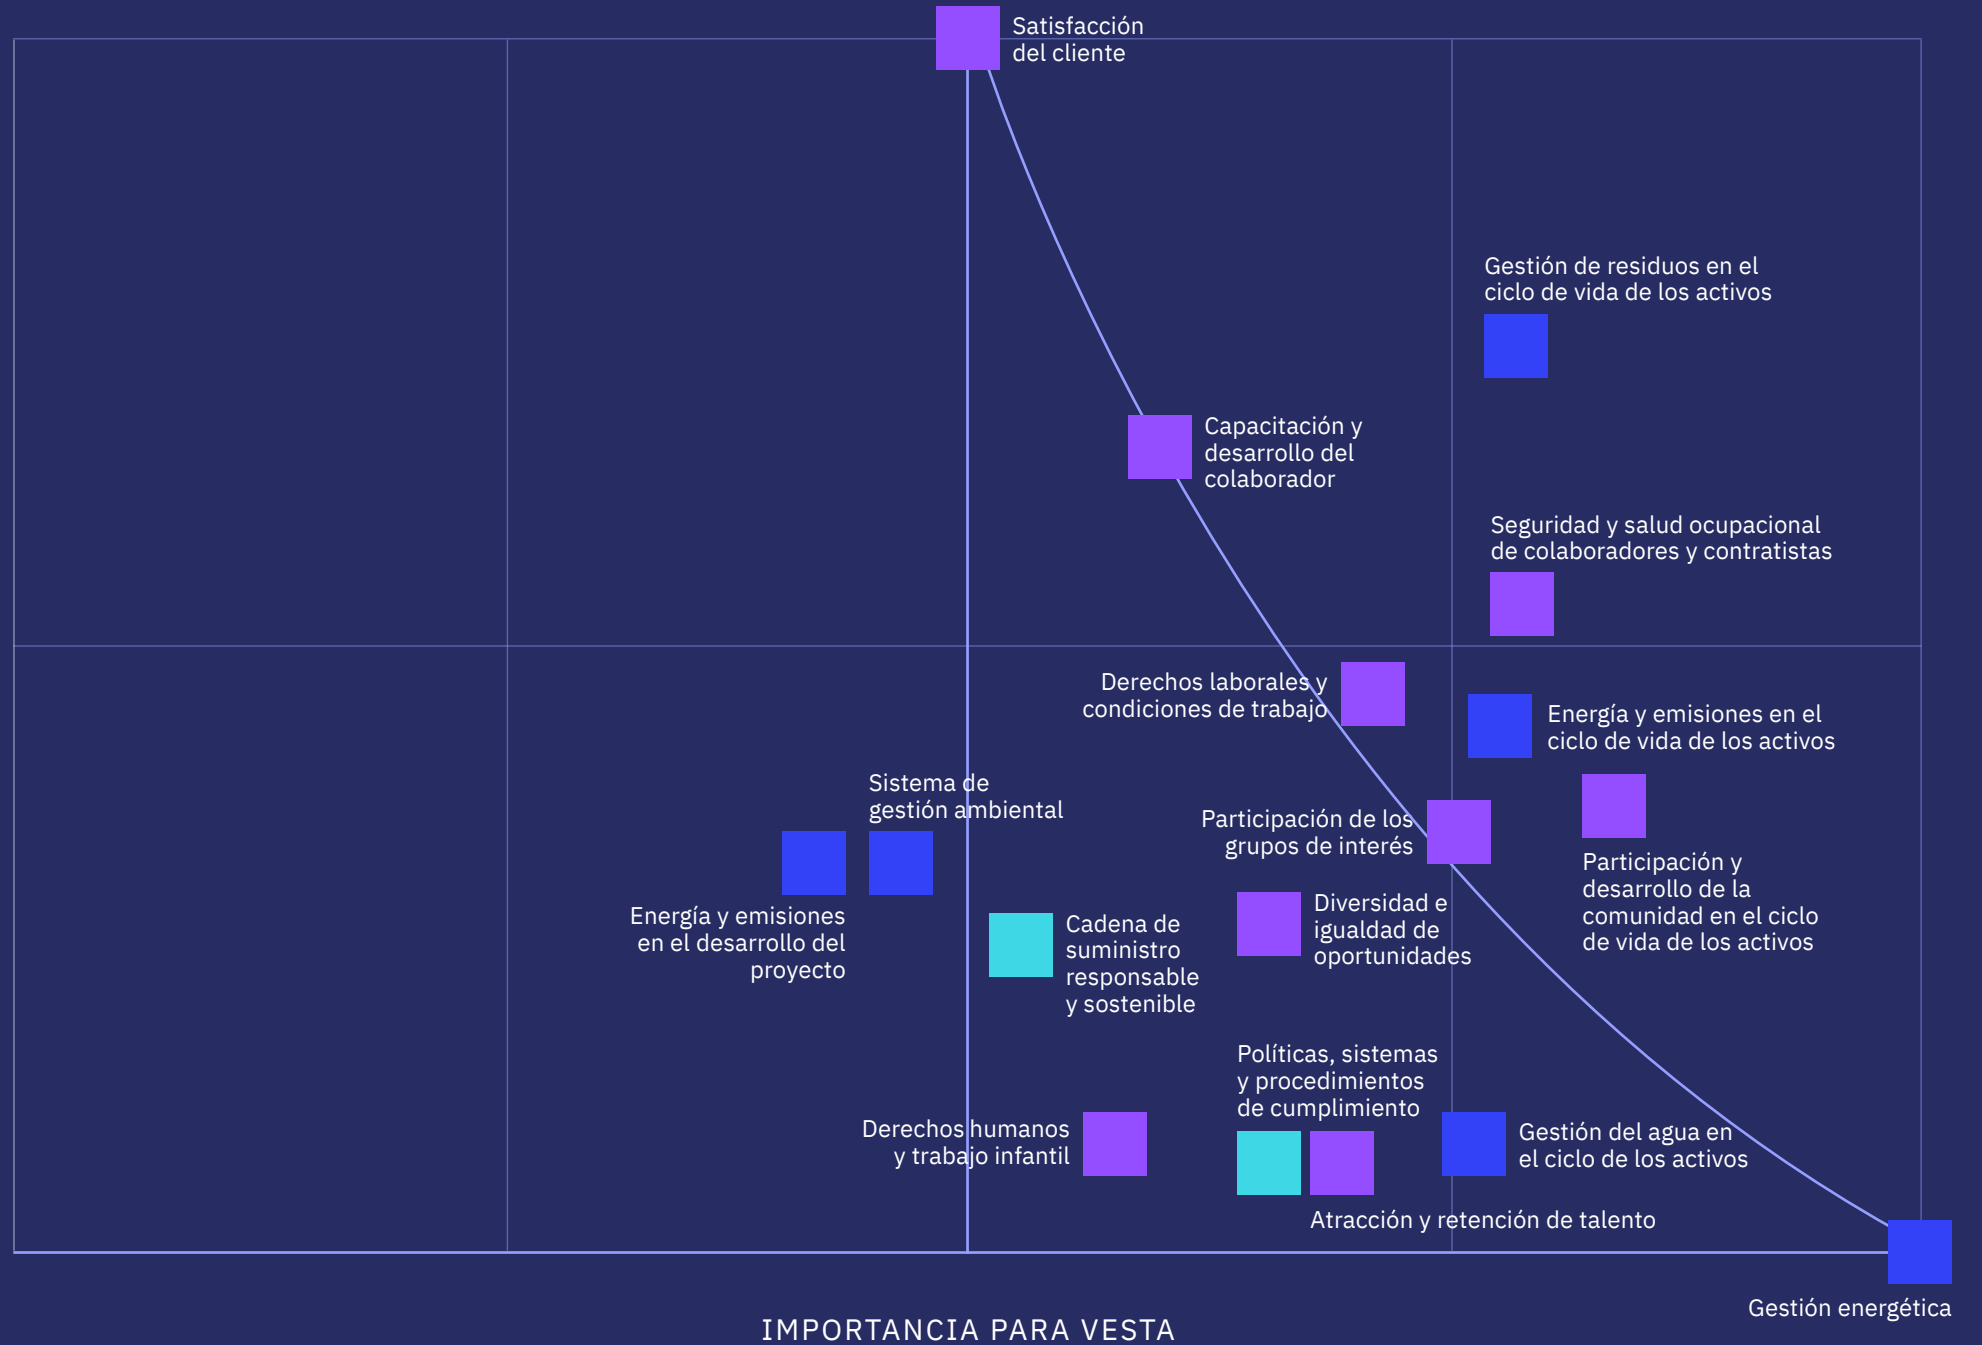 Satisfacción
del cliente
Gestión de residuos en el
ciclo de vida de los activos
Capacitación y
desarrollo del
colaborador
Seguridad y salud ocupacional
de colaboradores y contratistas
Derechos laborales y
condiciones de trabajo
Energía y emisiones en el
ciclo de vida de los activos
Sistema de
gestión ambiental
Participación de los
grupos de interés
Participación y
desarrollo de la
comunidad en el ciclo
de vida de los activos
Energía y emisiones
en el desarrollo del
proyecto
Cadena de
suministro
responsable
y sostenible
Diversidad e
igualdad de
oportunidades
Políticas, sistemas
y procedimientos
de cumplimiento
Derechos humanos
y trabajo infantil
Gestión del agua en
el ciclo de los activos
Atracción y retención de talento
Gestión energética
IMPORTANCIA PARA VESTA